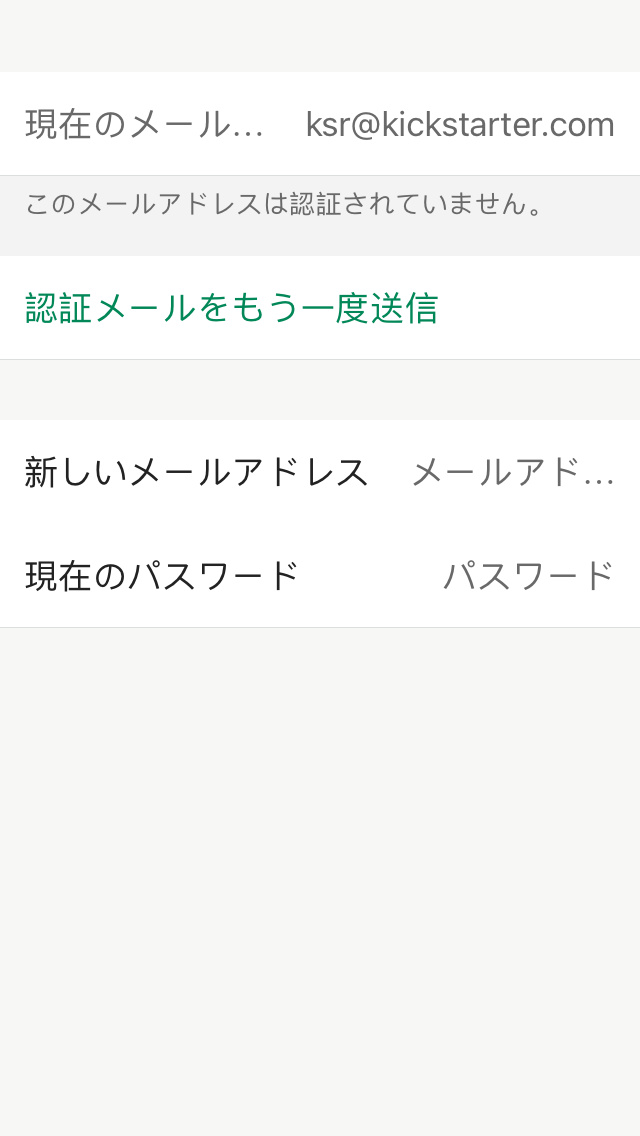 現在のメール… ksr@kickstarter.com
このメールアドレスは認証されていません。
認証メールをもう一度送信
新しいメールアドレス メールアド…
現在のパスワード パスワード